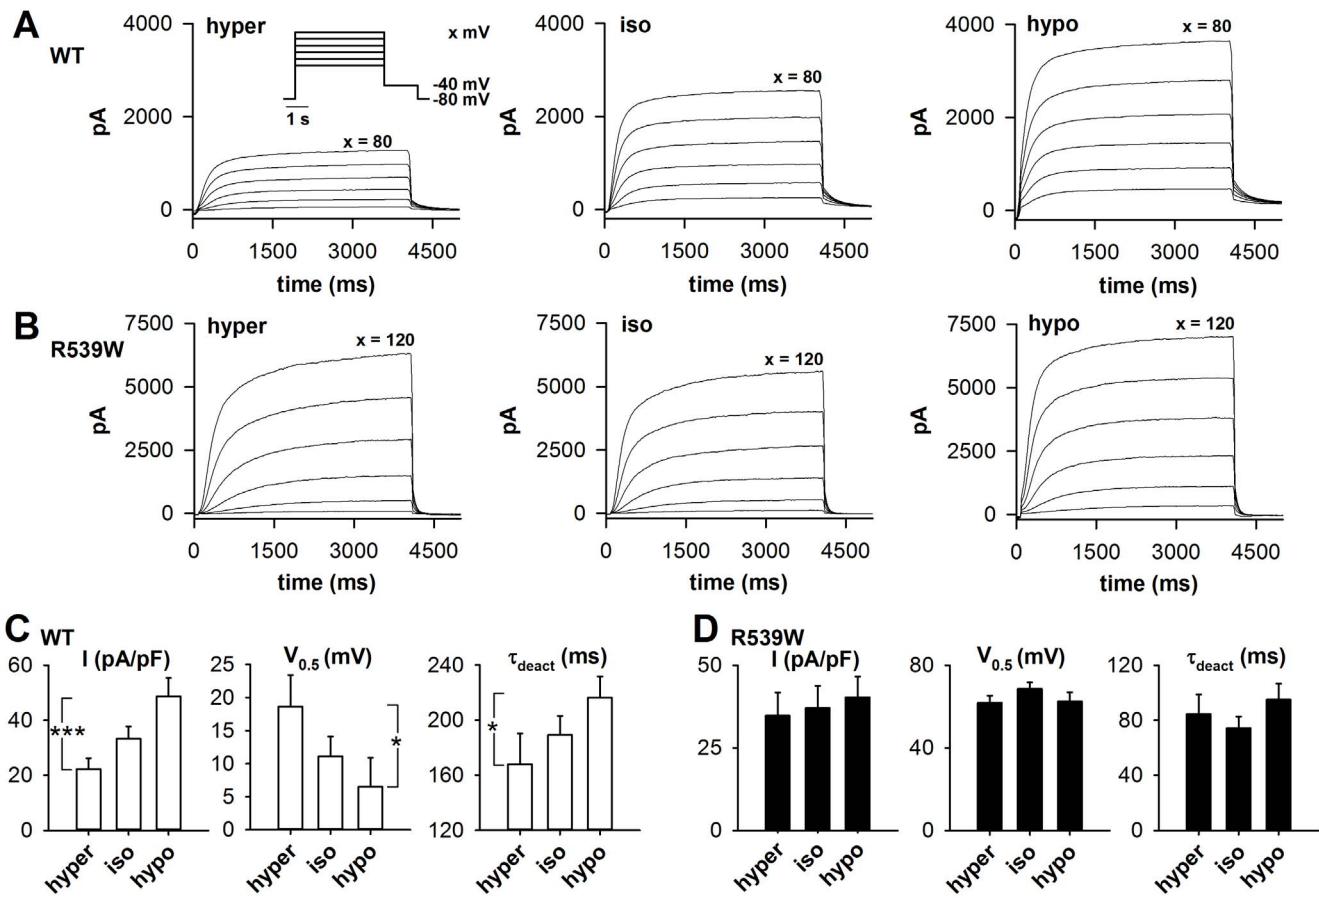 A
WT
hyper
x mV
-40 mV
-80 mV
1 s
x = 80
pA
4000
2000
0
0 1500 3000 4500
time (ms)
iso
x = 80
pA
4000
2000
0
0 1500 3000 4500
time (ms)
hypo
x = 80
pA
4000
2000
0
0 1500 3000 4500
time (ms)
B
R539W
hyper
x = 120
pA
7500
5000
2500
0
0 1500 3000 4500
time (ms)
iso
x = 120
pA
7500
5000
2500
0
0 1500 3000 4500
time (ms)
hypo
x = 120
pA
7500
5000
2500
0
0 1500 3000 4500
time (ms)
C
WT
I (pA/pF)
60
40
20
0
***
hyper iso hypo
V0.5 (mV)
25
20
15
10
5
0
*
hyper iso hypo
τdeact (ms)
240
200
160
120
*
hyper iso hypo
D
R539W
I (pA/pF)
50
25
0
hyper iso hypo
V0.5 (mV)
80
40
0
hyper iso hypo
τdeact (ms)
120
80
40
0
hyper iso hypo